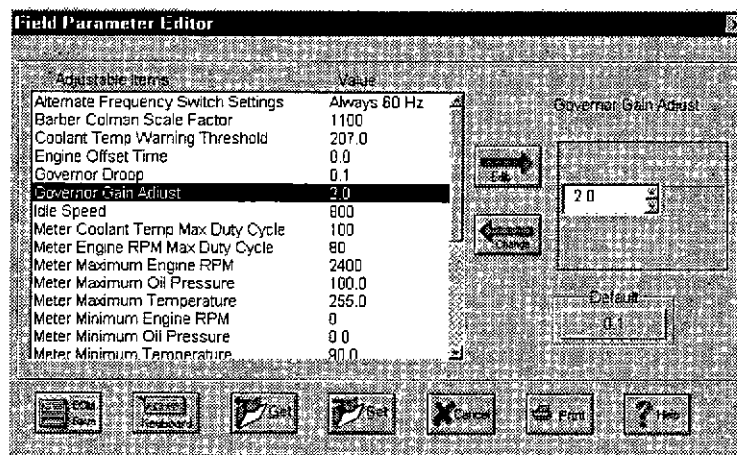 Field Parameter Editor
Adjustable Items Value
Alternate Frequency Switch Settings Always 60 Hz
Barber Colman Scale Factor 1100
Coolant Temp Warning Threshold 207.0
Engine Offset Time 0.0
Governor Droop 0.1
Governor Gain Adjust 2.0
Idle Speed 800
Meter Coolant Temp Max Duty Cycle 100
Meter Engine RPM Max Duty Cycle 80
Meter Maximum Engine RPM 2400
Meter Maximum Oil Pressure 100.0
Meter Maximum Temperature 255.0
Meter Minimum Engine RPM 0
Meter Minimum Oil Pressure 0.0
Meter Minimum Temperature 90.0
Edit
Change
Governor Gain Adjust
2.0
Default
0.1
ECM
Keyboard
Get
Set
Cancel
Print
Help